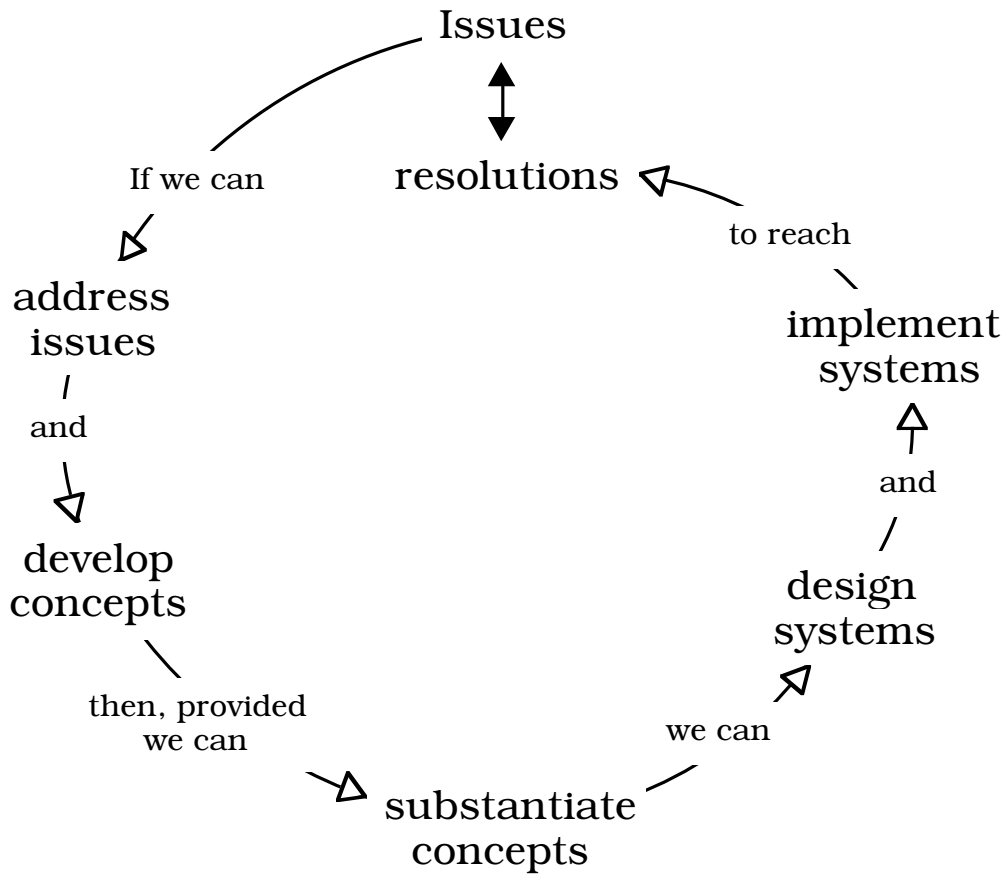 Issues
If we can
address
issues
and
develop
concepts
then, provided
we can
substantiate
concepts
we can
design
systems
and
implement
systems
to reach
resolutions